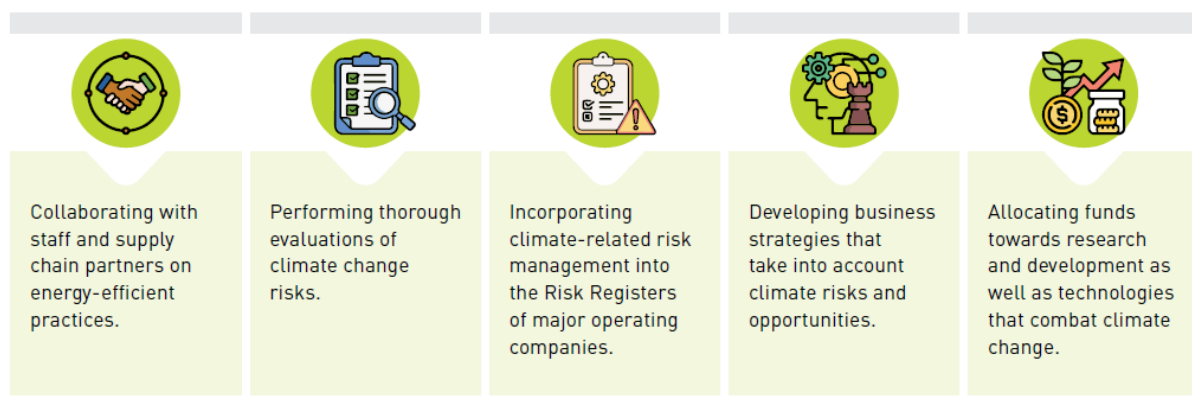 Collaborating with
staff and supply
chain partners on
energy-efficient
practices.
Performing thorough
evaluations of
climate change
risks.
Incorporating
climate-related risk
management into
the Risk Registers
of major operating
companies.
Developing business
strategies that
take into account
climate risks and
opportunities.
Allocating funds
towards research
and development as
well as technologies
that combat climate
change.